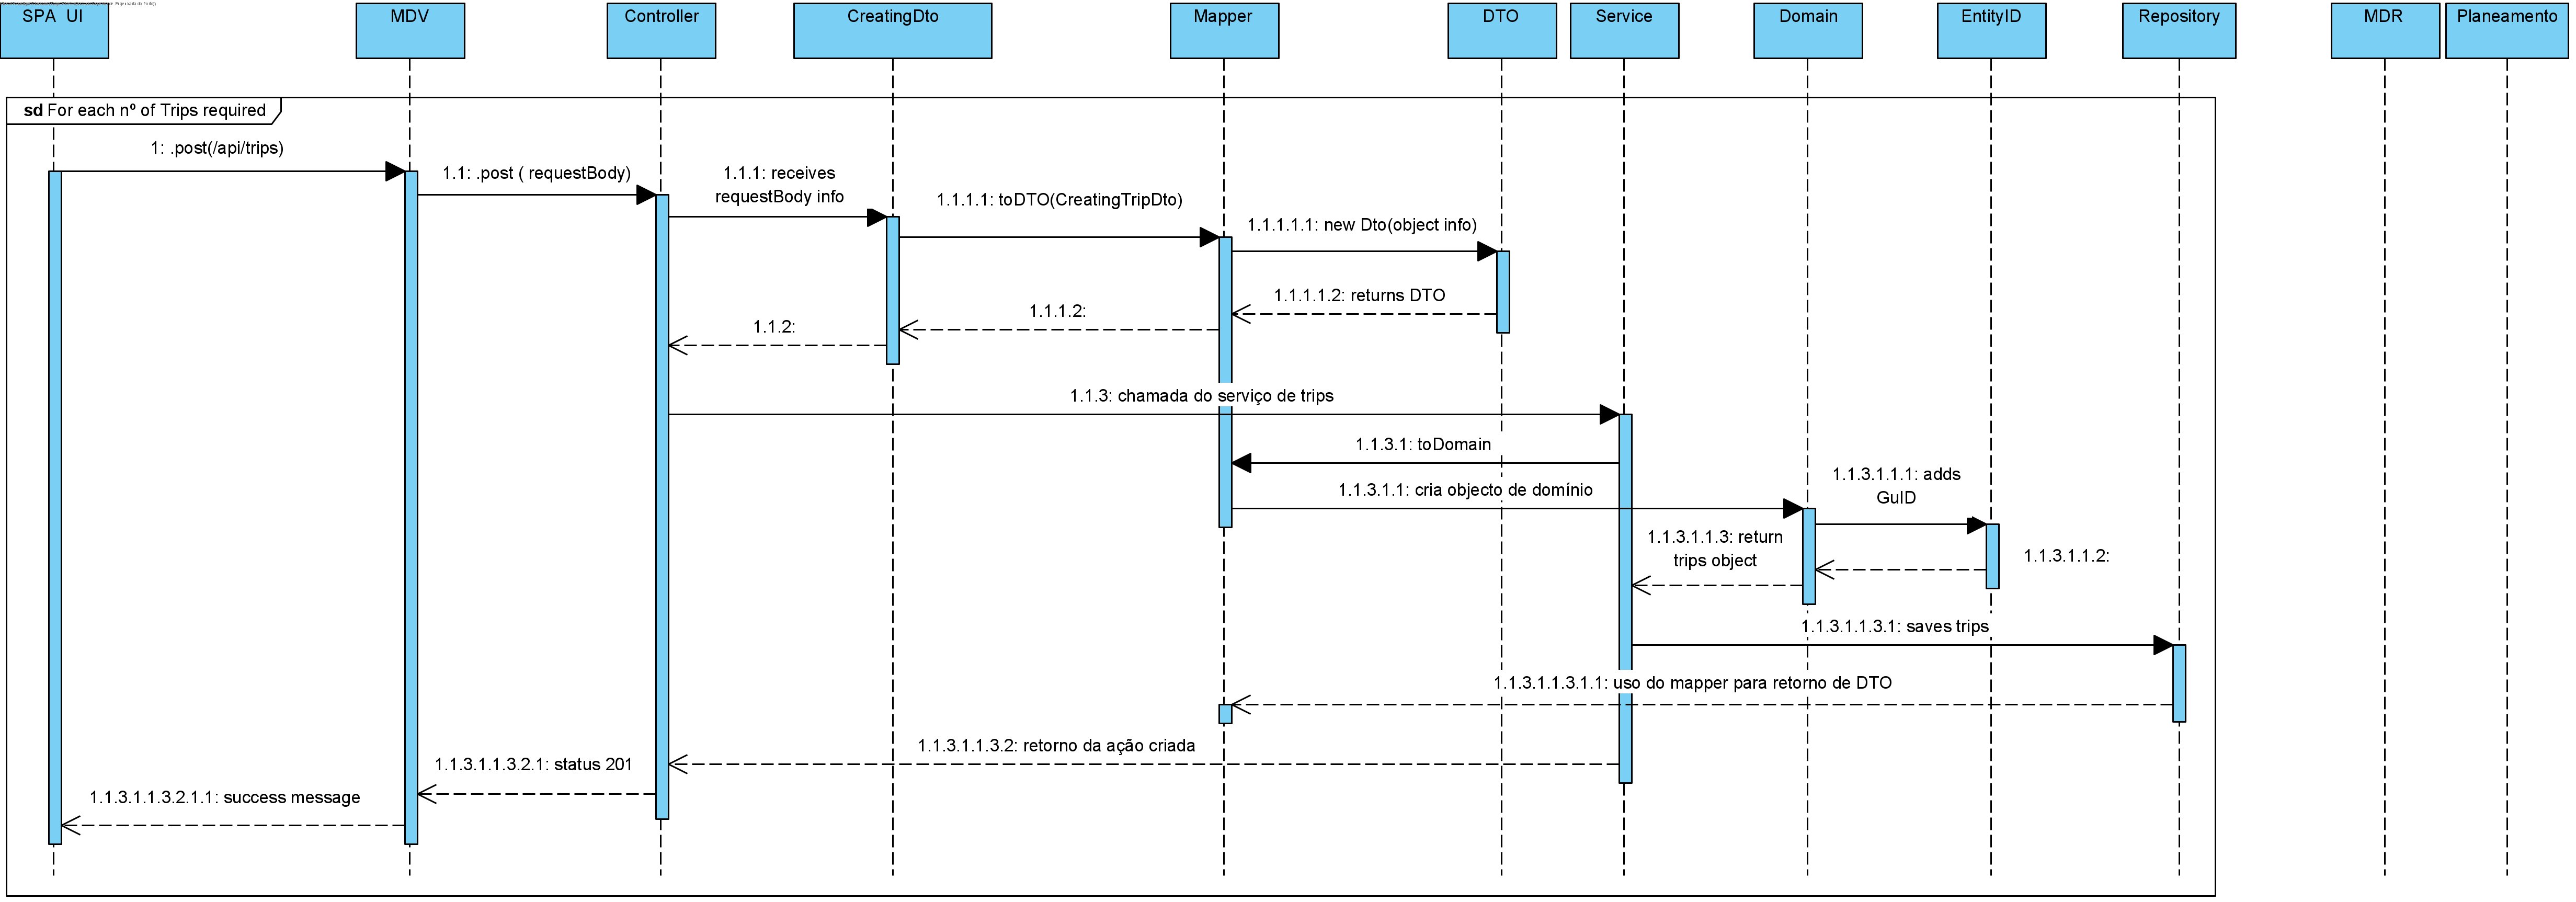 SPA UI
MDV
Controller
CreatingDto
Mapper
DTO
Service
Domain
EntityID
Repository
MDR
Planeamento
sd For each nº of Trips required
1: .post(/api/trips)
1.1: .post ( requestBody)
1.1.1: receives
requestBody info
1.1.1.1: toDTO(CreatingTripDto)
1.1.1.1.1: new Dto(object info)
1.1.1.1.2: returns DTO
1.1.1.2:
1.1.2:
1.1.3: chamada do serviço de trips
1.1.3.1: toDomain
1.1.3.1.1: cria objecto de domínio
1.1.3.1.1.1: adds
GuID
1.1.3.1.1.2:
1.1.3.1.1.3: return
trips object
1.1.3.1.1.3.1: saves trips
1.1.3.1.1.3.1.1: uso do mapper para retorno de DTO
1.1.3.1.1.3.2: retorno da ação criada
1.1.3.1.1.3.2.1: status 201
1.1.3.1.1.3.2.1.1: success message